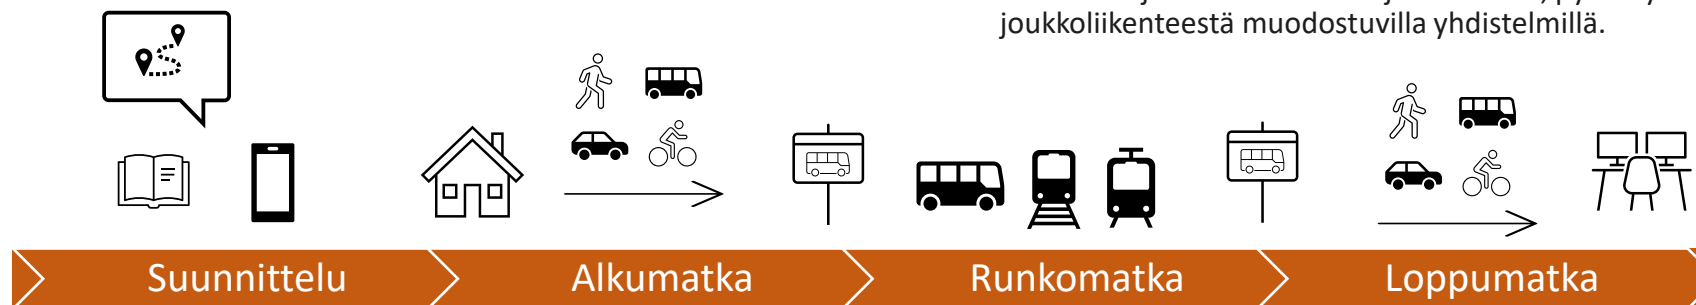 joukkoliikenteestä muodostuvilla yhdistelmillä.
Suunnittelu
Alkumatka
Runkomatka
Loppumatka